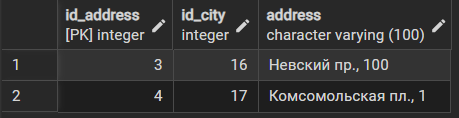 id_address id_city address
[PK] integer integer character varying (100)
1 3 16 Невский пр., 100
2 4 17 Комсомольская пл., 1